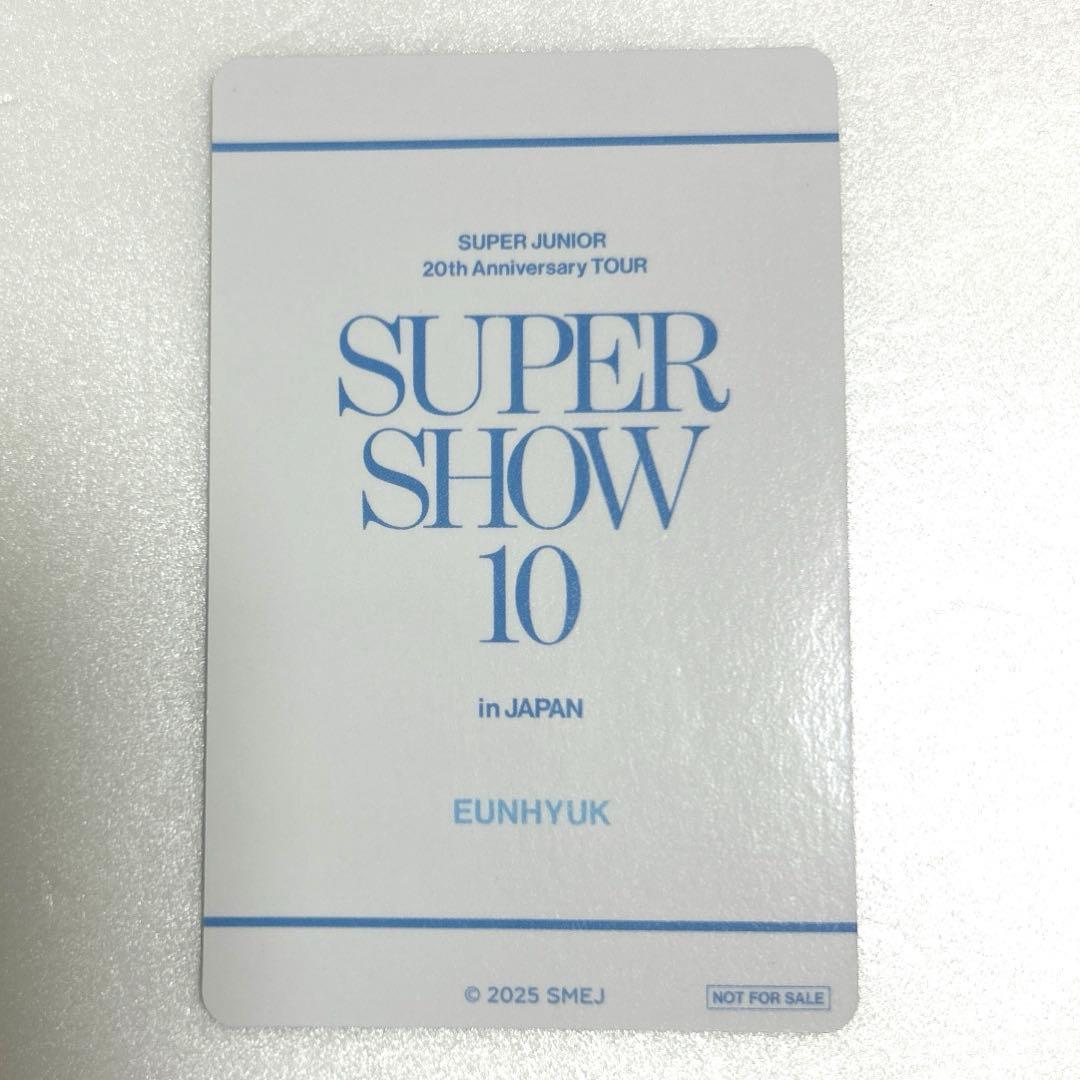 SUPER JUNIOR
20th Anniversary TOUR
SUPER
SHOW
10
in JAPAN
EUNHYUK
© 2025 SMEJ
NOT FOR SALE